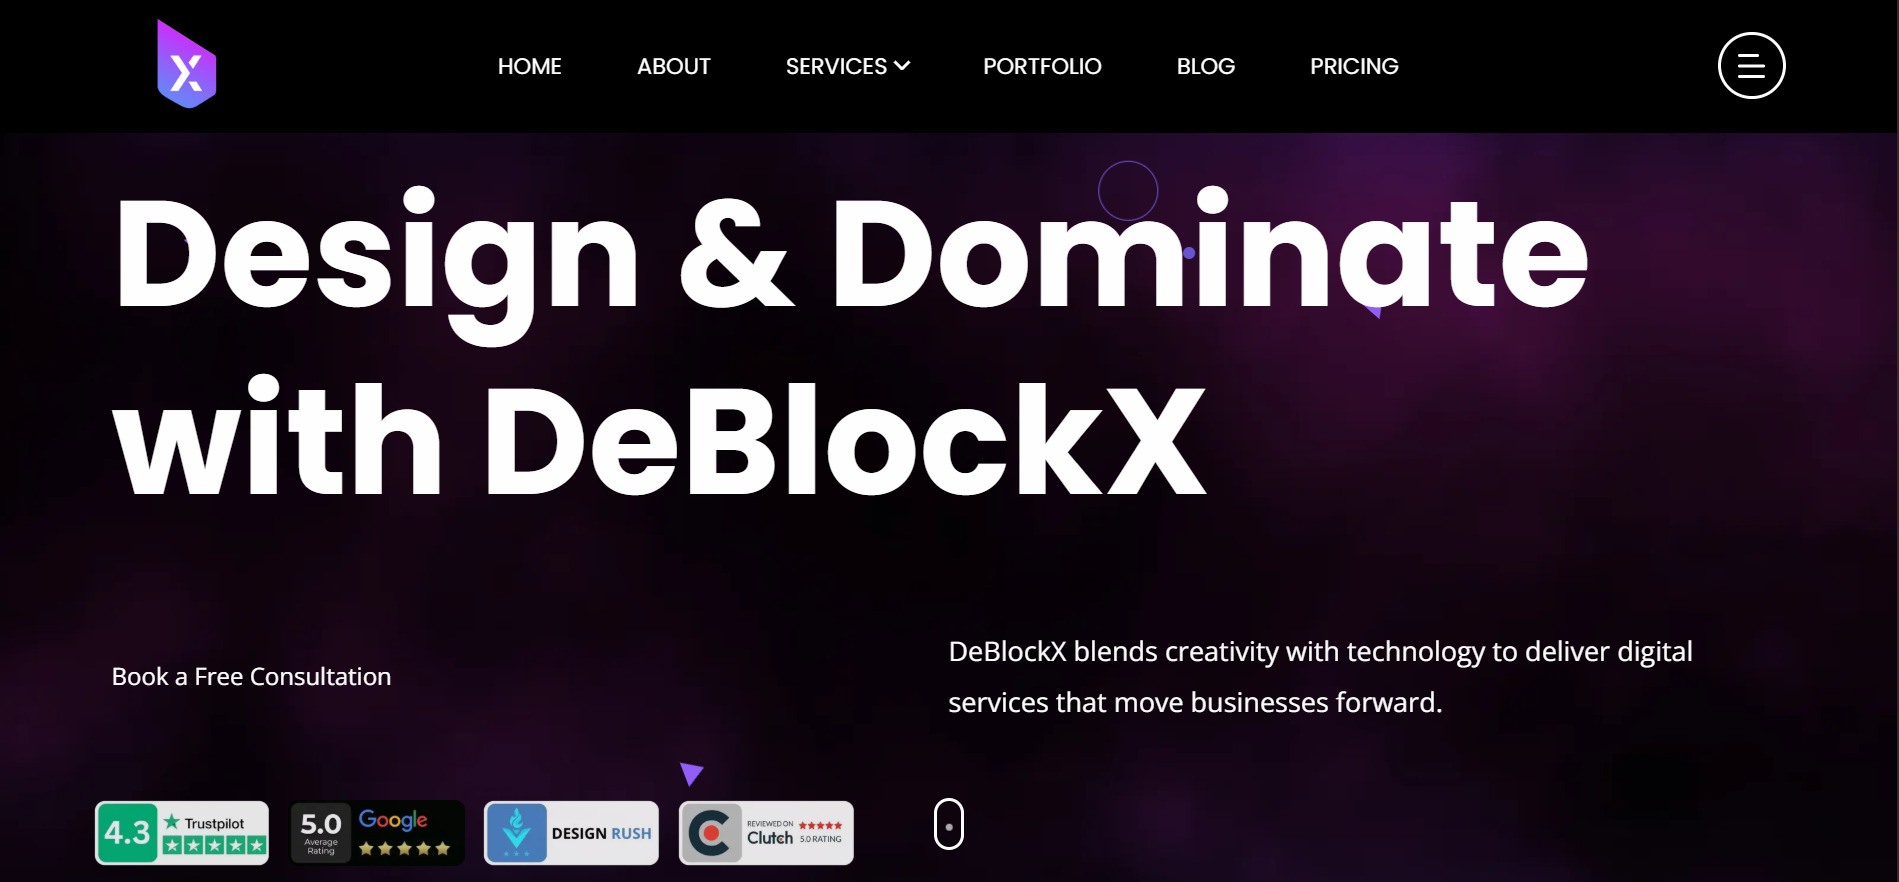 X
HOME ABOUT SERVICES PORTFOLIO BLOG PRICING
Design & Dominate
with DeBlockX
Book a Free Consultation
DeBlockX blends creativity with technology to deliver digital
services that move businesses forward.
4.3 Trustpilot
5.0 Average Rating Google
DESIGN RUSH
REVIEWED ON Clutch 5.0 RATING